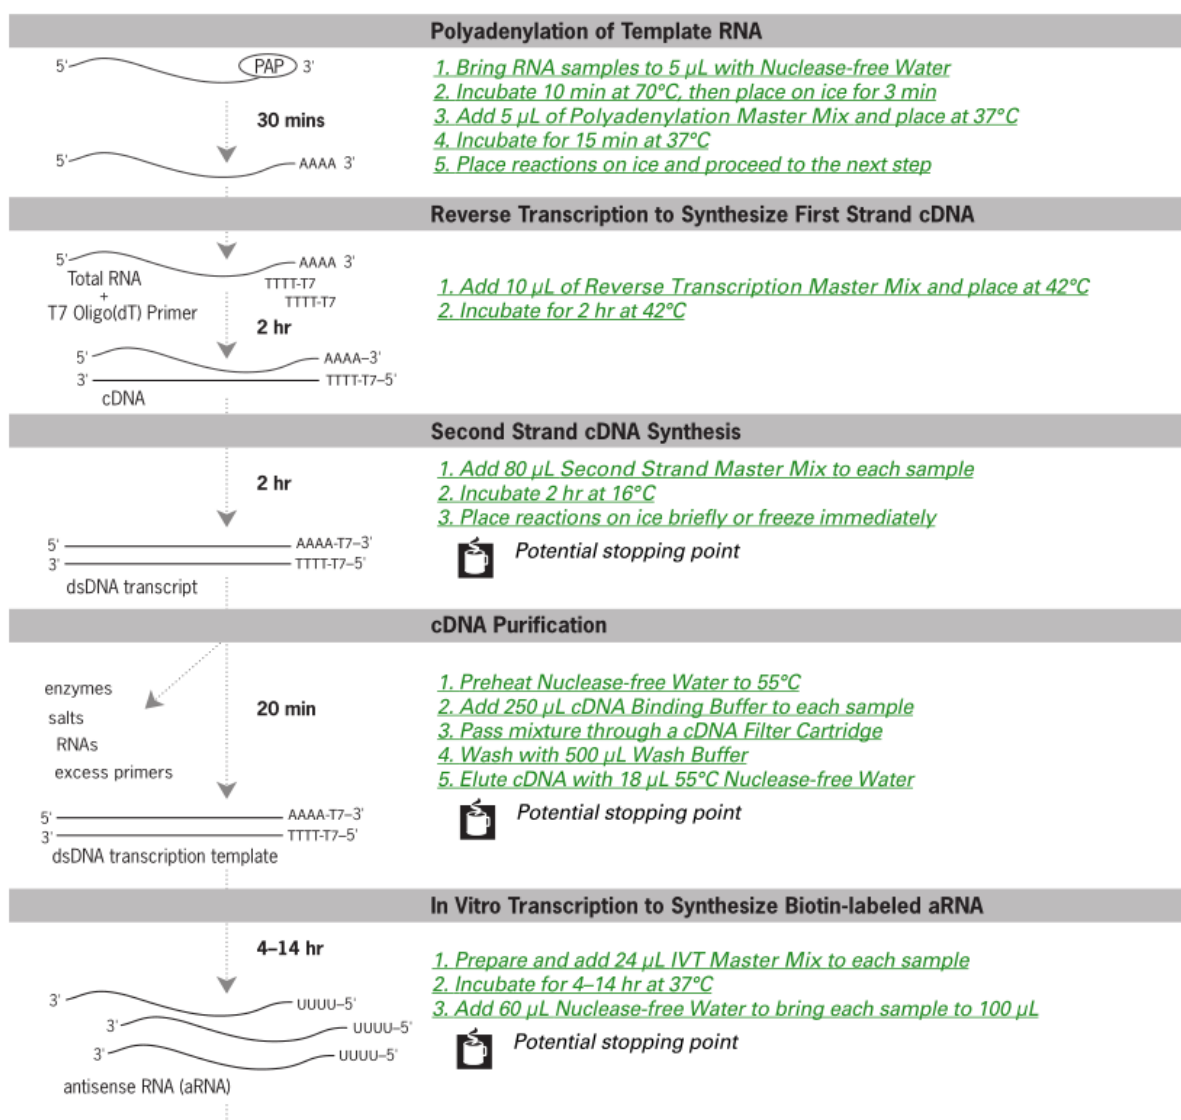 Polyadenylation of Template RNA
5' PAP 3'
30 mins
5' AAAA 3'
1. Bring RNA samples to 5 µL with Nuclease-free Water
2. Incubate 10 min at 70°C, then place on ice for 3 min
3. Add 5 µL of Polyadenylation Master Mix and place at 37°C
4. Incubate for 15 min at 37°C
5. Place reactions on ice and proceed to the next step
Reverse Transcription to Synthesize First Strand cDNA
5' AAAA 3'
TTTT-T7
TTTT-T7
Total RNA
+
T7 Oligo(dT) Primer
2 hr
5' AAAA–3'
3' TTTT-T7–5'
cDNA
1. Add 10 µL of Reverse Transcription Master Mix and place at 42°C
2. Incubate for 2 hr at 42°C
Second Strand cDNA Synthesis
2 hr
5' AAAA-T7–3'
3' TTTT-T7–5'
dsDNA transcript
1. Add 80 µL Second Strand Master Mix to each sample
2. Incubate 2 hr at 16°C
3. Place reactions on ice briefly or freeze immediately
Potential stopping point
cDNA Purification
enzymes
salts
RNAs
excess primers
20 min
5' AAAA-T7–3'
3' TTTT-T7–5'
dsDNA transcription template
1. Preheat Nuclease-free Water to 55°C
2. Add 250 µL cDNA Binding Buffer to each sample
3. Pass mixture through a cDNA Filter Cartridge
4. Wash with 500 µL Wash Buffer
5. Elute cDNA with 18 µL 55°C Nuclease-free Water
Potential stopping point
In Vitro Transcription to Synthesize Biotin-labeled aRNA
4–14 hr
3' UUUU–5'
3' UUUU–5'
3' UUUU–5'
antisense RNA (aRNA)
1. Prepare and add 24 µL IVT Master Mix to each sample
2. Incubate for 4–14 hr at 37°C
3. Add 60 µL Nuclease-free Water to bring each sample to 100 µL
Potential stopping point